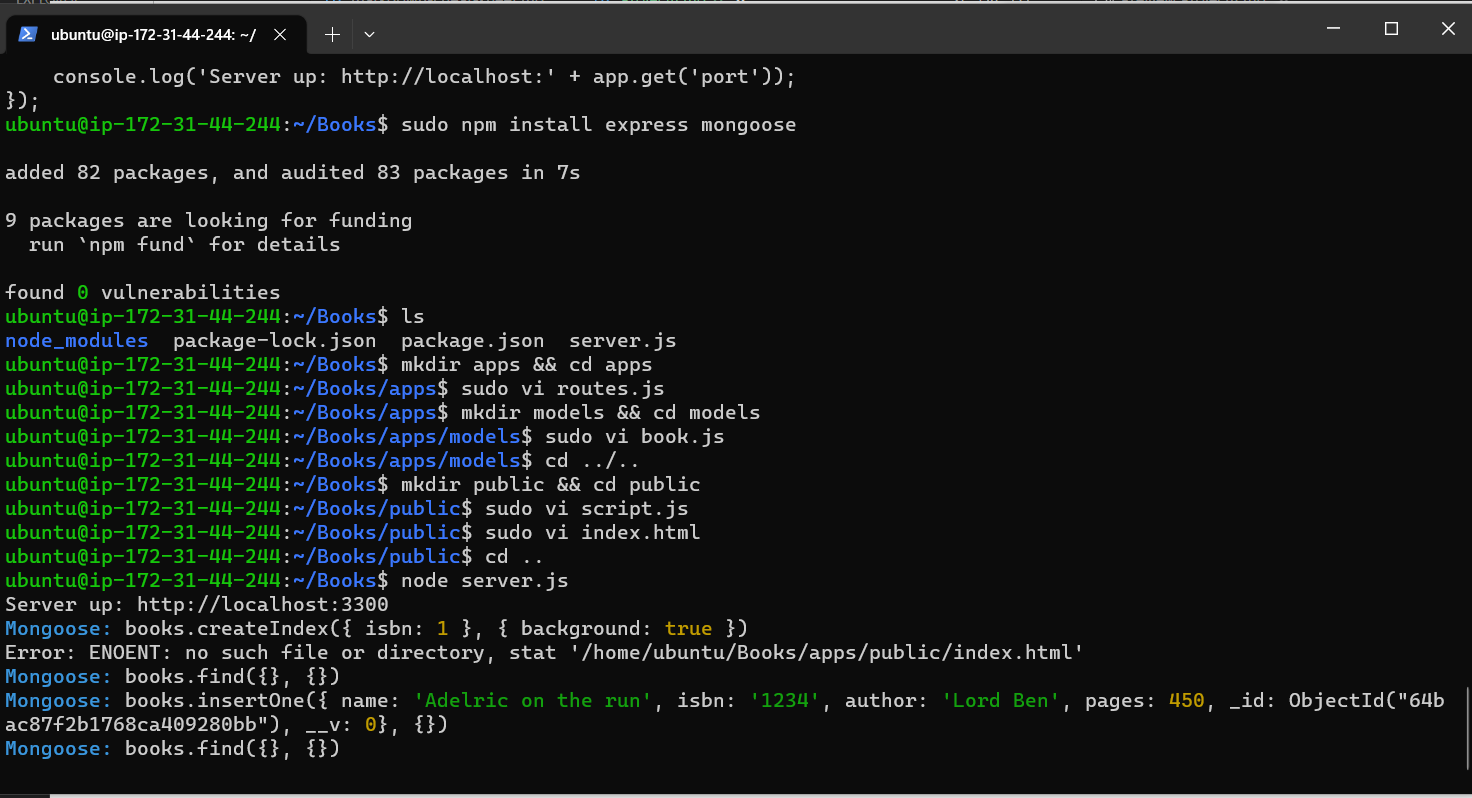 ubuntu@ip-172-31-44-244: ~/
    console.log('Server up: http://localhost:' + app.get('port'));
});
ubuntu@ip-172-31-44-244:~/Books$ sudo npm install express mongoose
added 82 packages, and audited 83 packages in 7s
9 packages are looking for funding
  run `npm fund` for details
found 0 vulnerabilities
ubuntu@ip-172-31-44-244:~/Books$ ls
node_modules  package-lock.json  package.json  server.js
ubuntu@ip-172-31-44-244:~/Books$ mkdir apps && cd apps
ubuntu@ip-172-31-44-244:~/Books/apps$ sudo vi routes.js
ubuntu@ip-172-31-44-244:~/Books/apps$ mkdir models && cd models
ubuntu@ip-172-31-44-244:~/Books/apps/models$ sudo vi book.js
ubuntu@ip-172-31-44-244:~/Books/apps/models$ cd ../..
ubuntu@ip-172-31-44-244:~/Books$ mkdir public && cd public
ubuntu@ip-172-31-44-244:~/Books/public$ sudo vi script.js
ubuntu@ip-172-31-44-244:~/Books/public$ sudo vi index.html
ubuntu@ip-172-31-44-244:~/Books/public$ cd ..
ubuntu@ip-172-31-44-244:~/Books$ node server.js
Server up: http://localhost:3300
Mongoose: books.createIndex({ isbn: 1 }, { background: true })
Error: ENOENT: no such file or directory, stat '/home/ubuntu/Books/apps/public/index.html'
Mongoose: books.find({}, {})
Mongoose: books.insertOne({ name: 'Adelric on the run', isbn: '1234', author: 'Lord Ben', pages: 450, _id: ObjectId("64b
ac87f2b1768ca409280bb"), __v: 0}, {})
Mongoose: books.find({}, {})